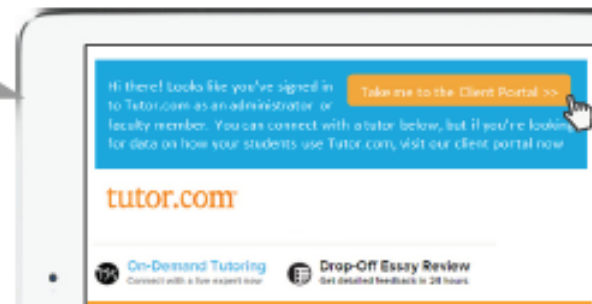 Hi there! Looks like you've signed in
to Tutor.com as an administrator or
faculty member. You can connect with a tutor below, but if you're looking
for data on how your students use Tutor.com, visit our client portal now
Take me to the Client Portal >>
tutor.com
On-Demand Tutoring
Connect with a live expert now
Drop-Off Essay Review
Get detailed feedback in 24 hours